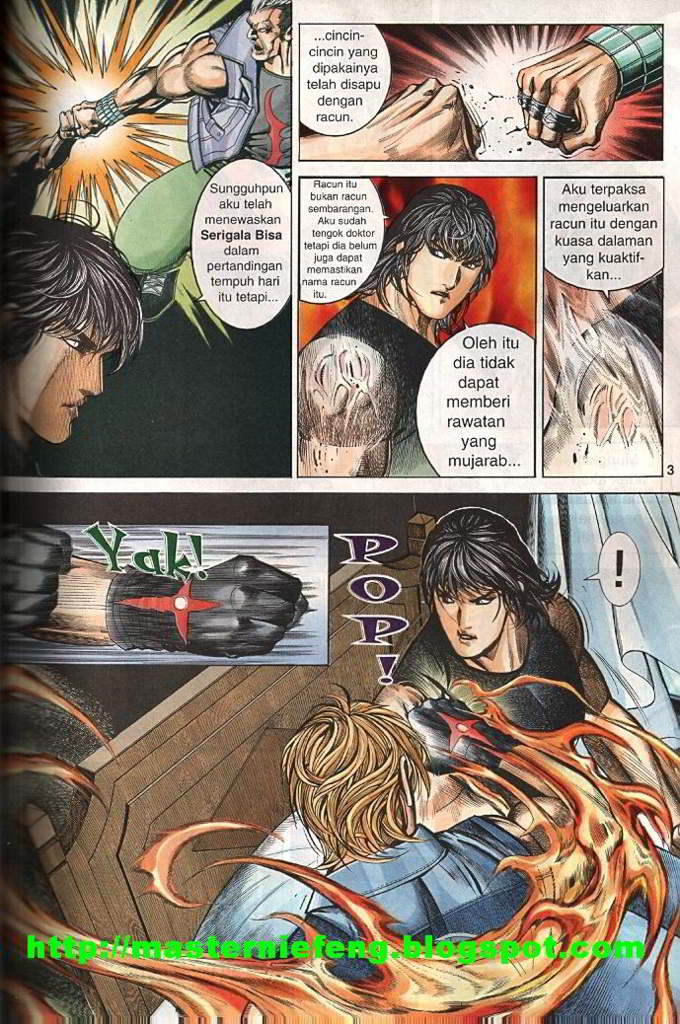 ...cincin-
cincin yang
dipakainya
telah disapu
dengan
racun.
Sungguhpun
aku telah
menewaskan
Serigala Bisa
dalam
pertandingan
tempuh hari
itu tetapi...
Racun itu
bukan racun
sembarangan.
Aku sudah
tengok doktor
tetapi dia belum
juga dapat
memastikan
nama racun
itu.
Oleh itu
dia tidak
dapat
memberi
rawatan
yang
mujarab...
Aku terpaksa
mengeluarkan
racun itu dengan
kuasa dalaman
yang kuaktif-
kan...
3
Yak!
POP!
!
http://masterniefeng.blogspot.com